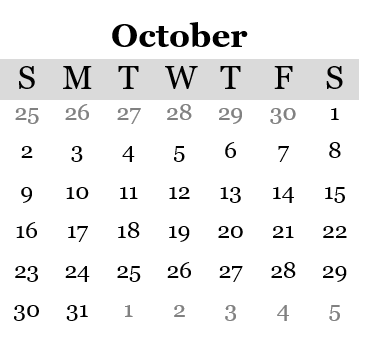 October
S M T W T F S
25 26 27 28 29 30 1
2 3 4 5 6 7 8
9 10 11 12 13 14 15
16 17 18 19 20 21 22
23 24 25 26 27 28 29
30 31 1 2 3 4 5